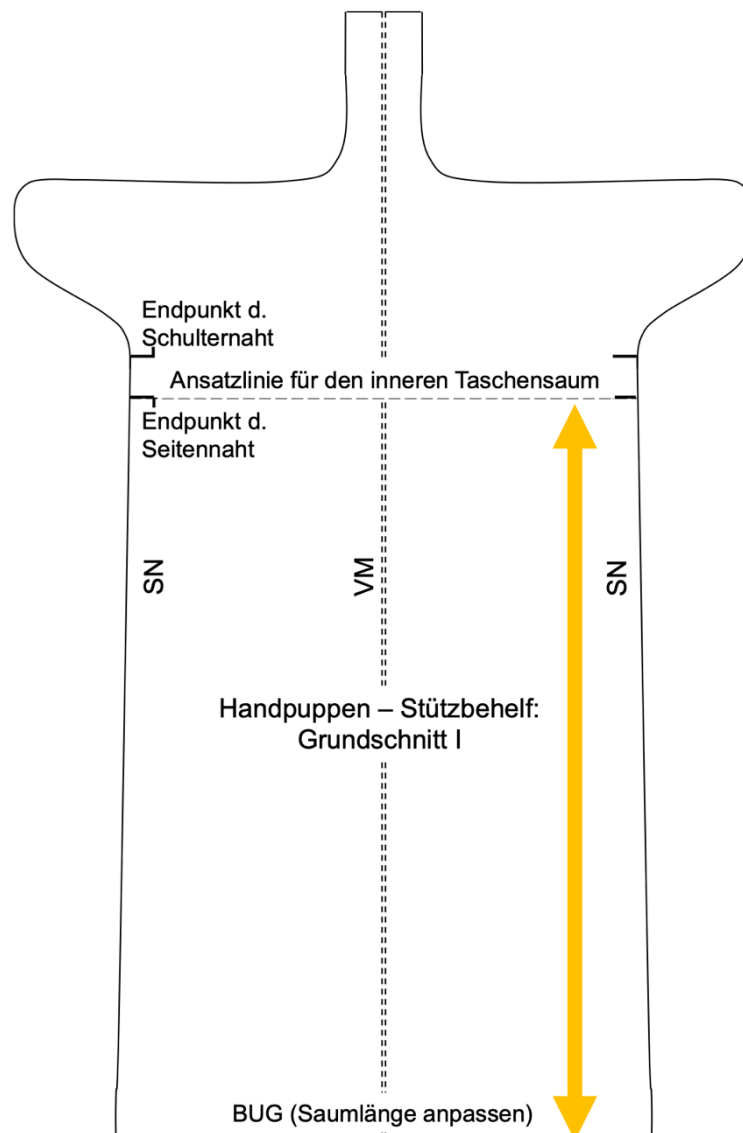 Endpunkt d.
Schulternaht
Ansatzlinie für den inneren Taschensaum
Endpunkt d.
Seitennaht
SN
VM
SN
Handpuppen – Stützbehelf:
Grundschnitt I
BUG (Saumlänge anpassen)